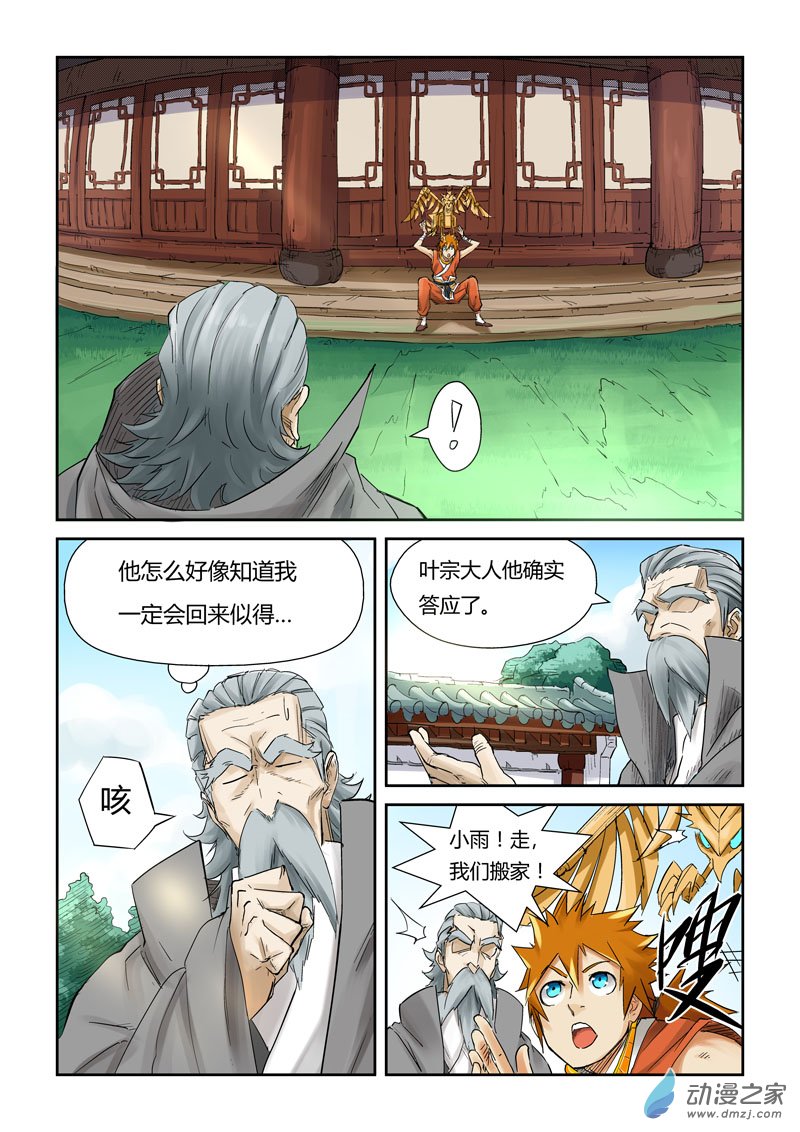 ！
他怎么好像知道我
一定会回来似得…
咳
叶宗大人他确实
答应了。
小雨！走，
我们搬家！
嗖
动漫之家
www.dmzj.com